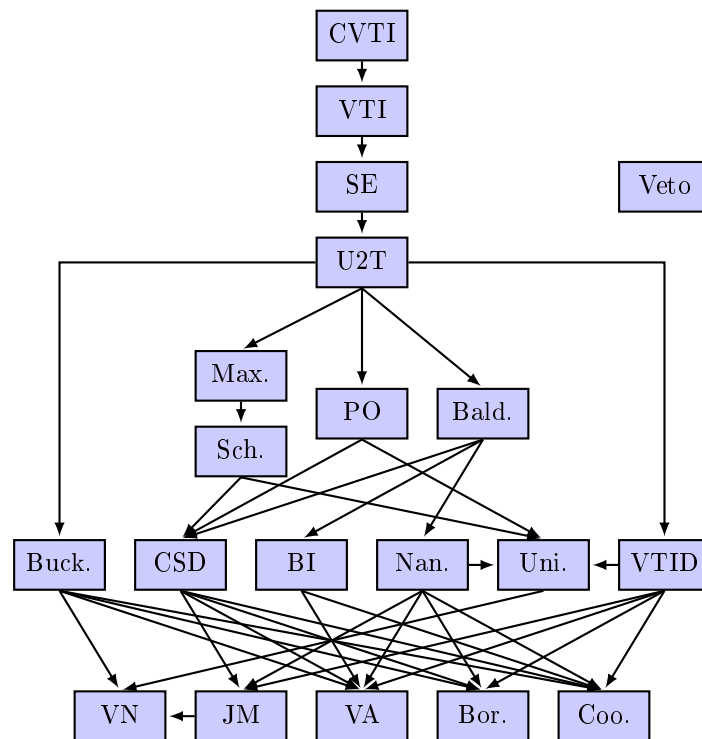 CVTI
VTI
SE
Veto
U2T
Max.
PO
Bald.
Sch.
Buck.
CSD
BI
Nan.
Uni.
VTID
VN
JM
VA
Bor.
Coo.